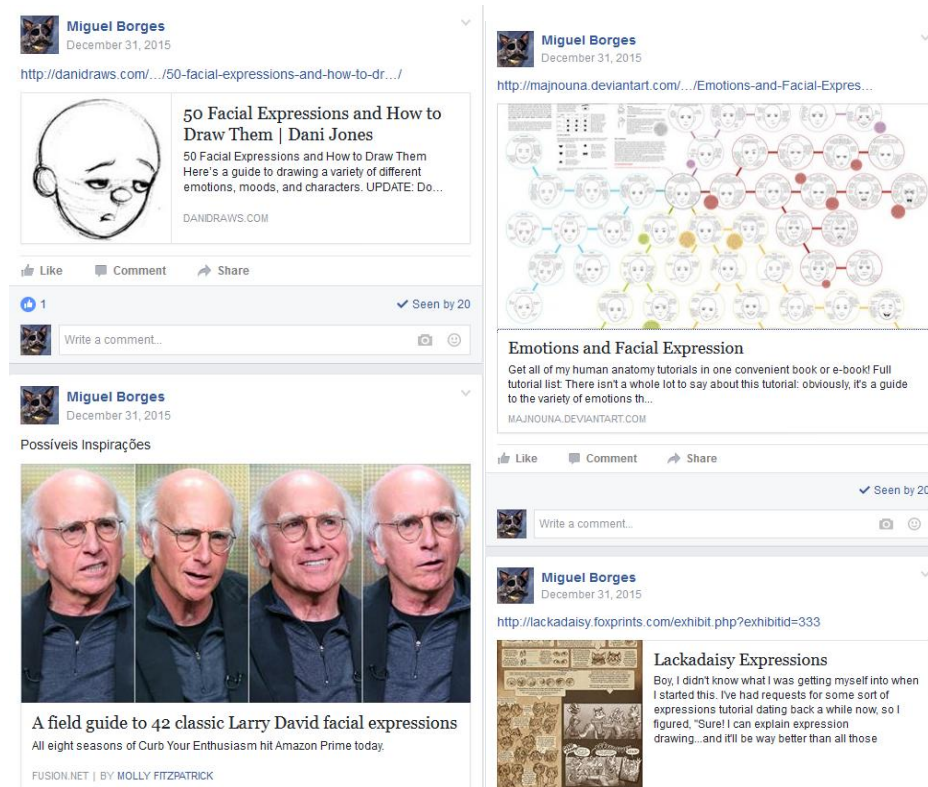 Miguel Borges
December 31, 2015
http://danidraws.com/.../50-facial-expressions-and-how-to-dr.../
50 Facial Expressions and How to
Draw Them | Dani Jones
50 Facial Expressions and How to Draw Them
Here's a guide to drawing a variety of different
emotions, moods, and characters. UPDATE: Do...
DANIDRAWS.COM
Like Comment Share
1 Seen by 20
Write a comment...
Miguel Borges
December 31, 2015
Possíveis Inspirações
A field guide to 42 classic Larry David facial expressions
All eight seasons of Curb Your Enthusiasm hit Amazon Prime today.
FUSION.NET | BY MOLLY FITZPATRICK
Miguel Borges
December 31, 2015
http://majnouna.deviantart.com/.../Emotions-and-Facial-Expres...
Emotions and Facial Expression
Get all of my human anatomy tutorials in one convenient book or e-book! Full
tutorial list: There isn't a whole lot to say about this tutorial: obviously, it's a guide
to the variety of emotions th...
MAJNOUNA.DEVIANTART.COM
Like Comment Share
Seen by 20
Write a comment...
Miguel Borges
December 31, 2015
http://lackadaisy.foxprints.com/exhibit.php?exhibitid=333
Lackadaisy Expressions
Boy, I didn't know what I was getting myself into when
I started this. I've had requests for some sort of
expressions tutorial dating back a while now, so I
figured, "Sure! I can explain expression
drawing...and it'll be way better than all those